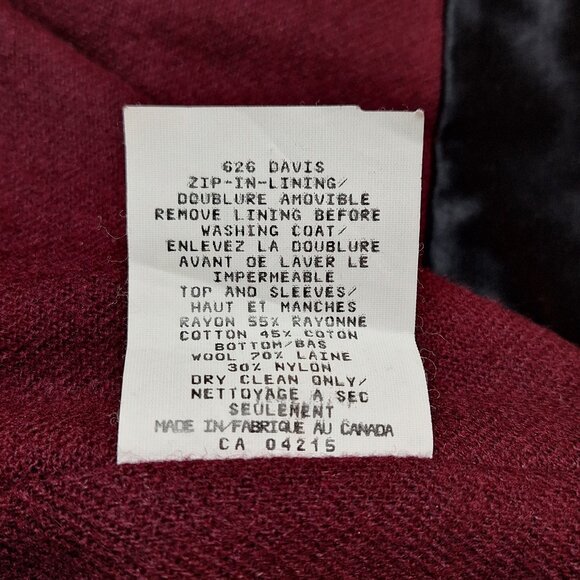 626 DAVIS
ZIP-IN-LINING/
DOUBLURE AMOVIBLE
REMOVE LINING BEFORE
WASHING COAT/
ENLEVEZ LA DOUBLURE
AVANT DE LAVER LE
IMPERMEABLE
TOP AND SLEEVES/
HAUT ET MANCHES
RAYON 55% RAYONNE
COTTON 45% COTON
BOTTOM/BAS
WOOL 70% LAINE
30% NYLON
DRY CLEAN ONLY/
NETTOYAGE A SEC
SEULEMENT
MADE IN/FABRIQUE AU CANADA
CA 04215